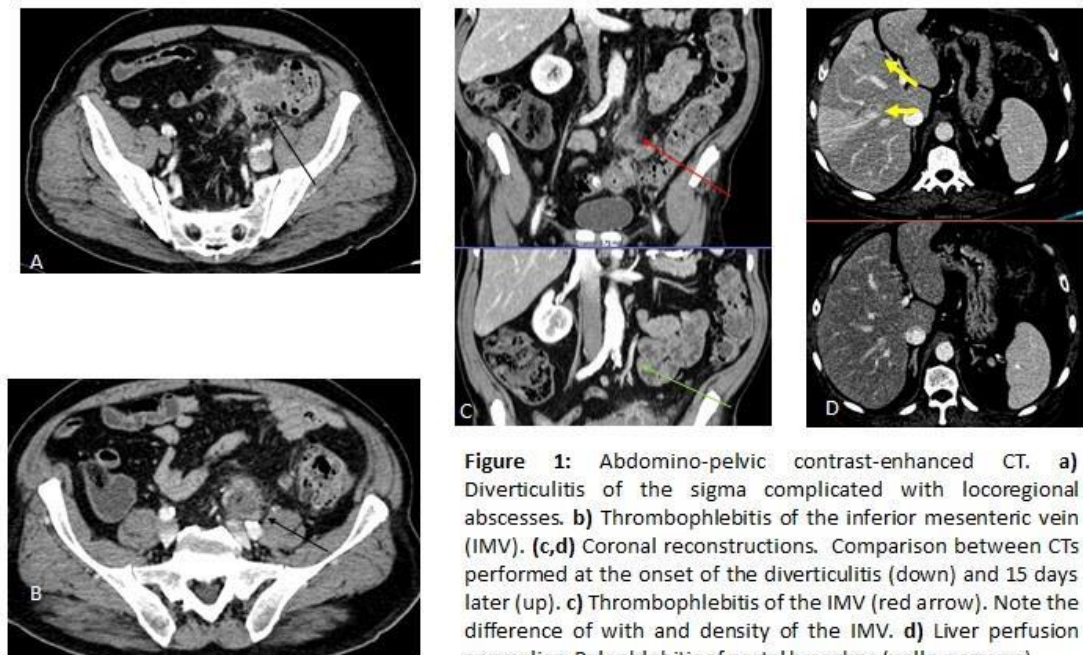 A
B
C
D
Figure 1: Abdomino-pelvic contrast-enhanced CT. a)
Diverticulitis of the sigma complicated with locoregional
abscesses. b) Thrombophlebitis of the inferior mesenteric vein
(IMV). (c,d) Coronal reconstructions. Comparison between CTs
performed at the onset of the diverticulitis (down) and 15 days
later (up). c) Thrombophlebitis of the IMV (red arrow). Note the
difference of with and density of the IMV. d) Liver perfusion